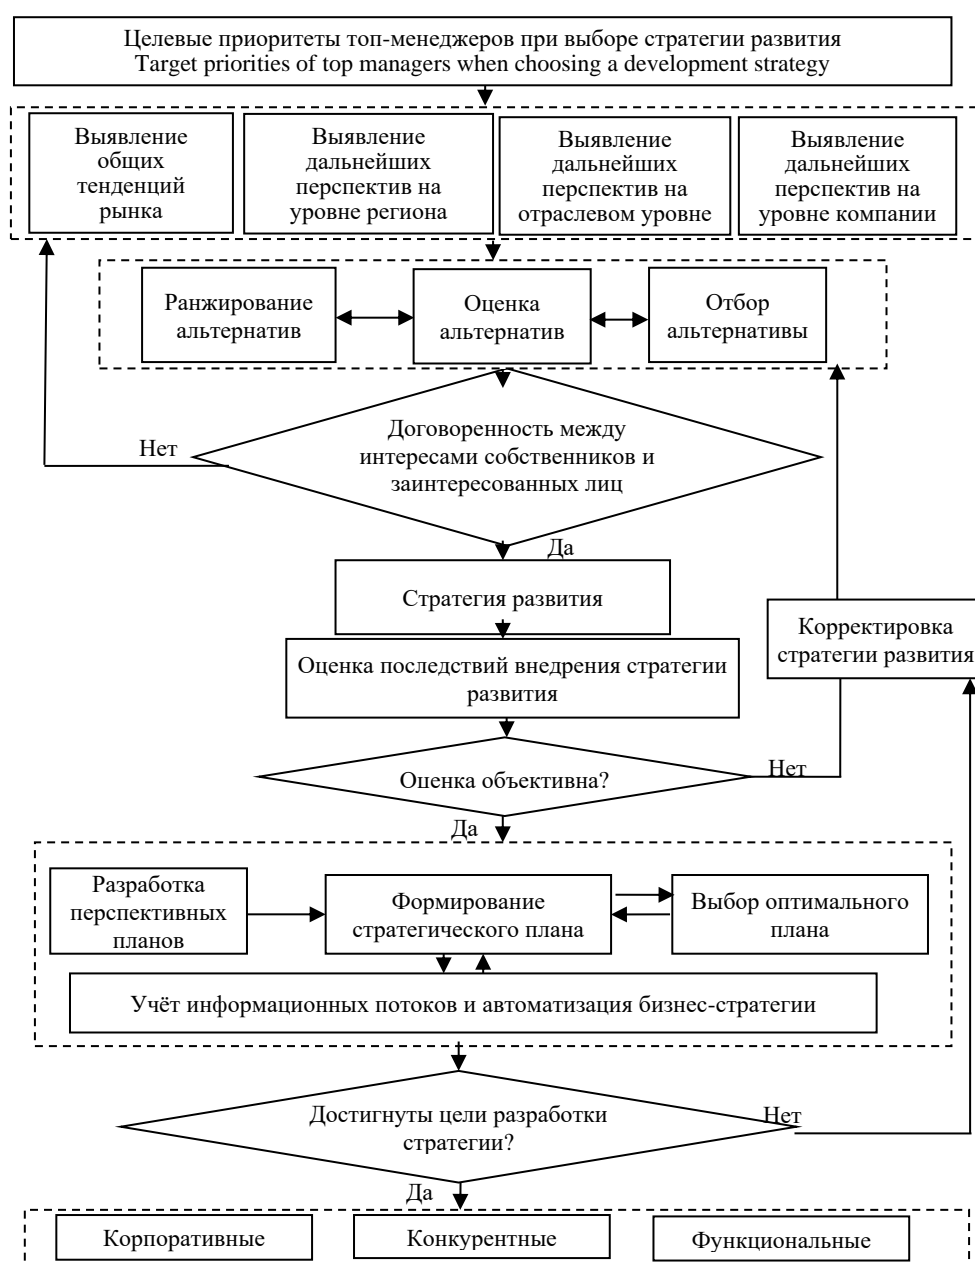 Целевые приоритеты топ-менеджеров при выборе стратегии развития
Target priorities of top managers when choosing a development strategy
Выявление
общих
тенденций
рынка
Выявление
дальнейших
перспектив на
уровне региона
Выявление
дальнейших
перспектив на
отраслевом уровне
Выявление
дальнейших
перспектив на
уровне компании
Ранжирование
альтернатив
Оценка
альтернатив
Отбор
альтернативы
Договоренность между
интересами собственников и
заинтересованных лиц
Нет
Да
Стратегия развития
Корректировка
стратегии развития
Оценка последствий внедрения стратегии
развития
Оценка объективна?
Нет
Да
Разработка
перспективных
планов
Формирование
стратегического плана
Выбор оптимального
плана
Учёт информационных потоков и автоматизация бизнес-стратегии
Достигнуты цели разработки
стратегии?
Нет
Да
Корпоративные
Конкурентные
Функциональные